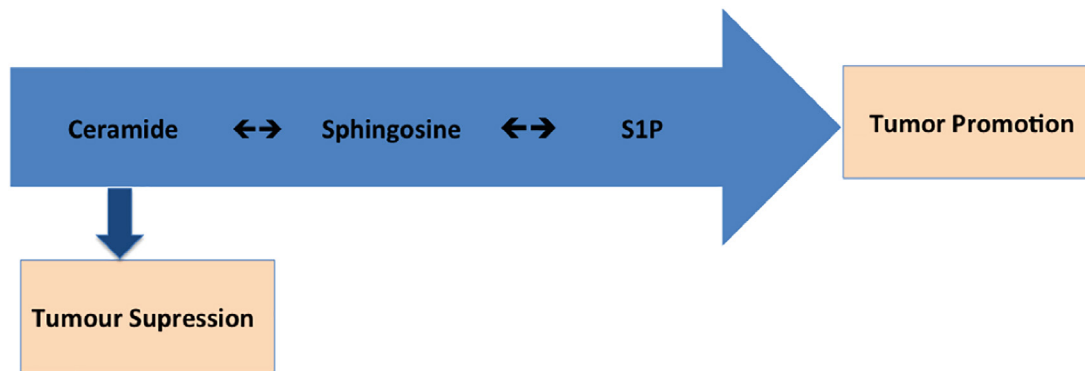 Ceramide ←→ Sphingosine ←→ S1P
Tumor Promotion
Tumour Supression